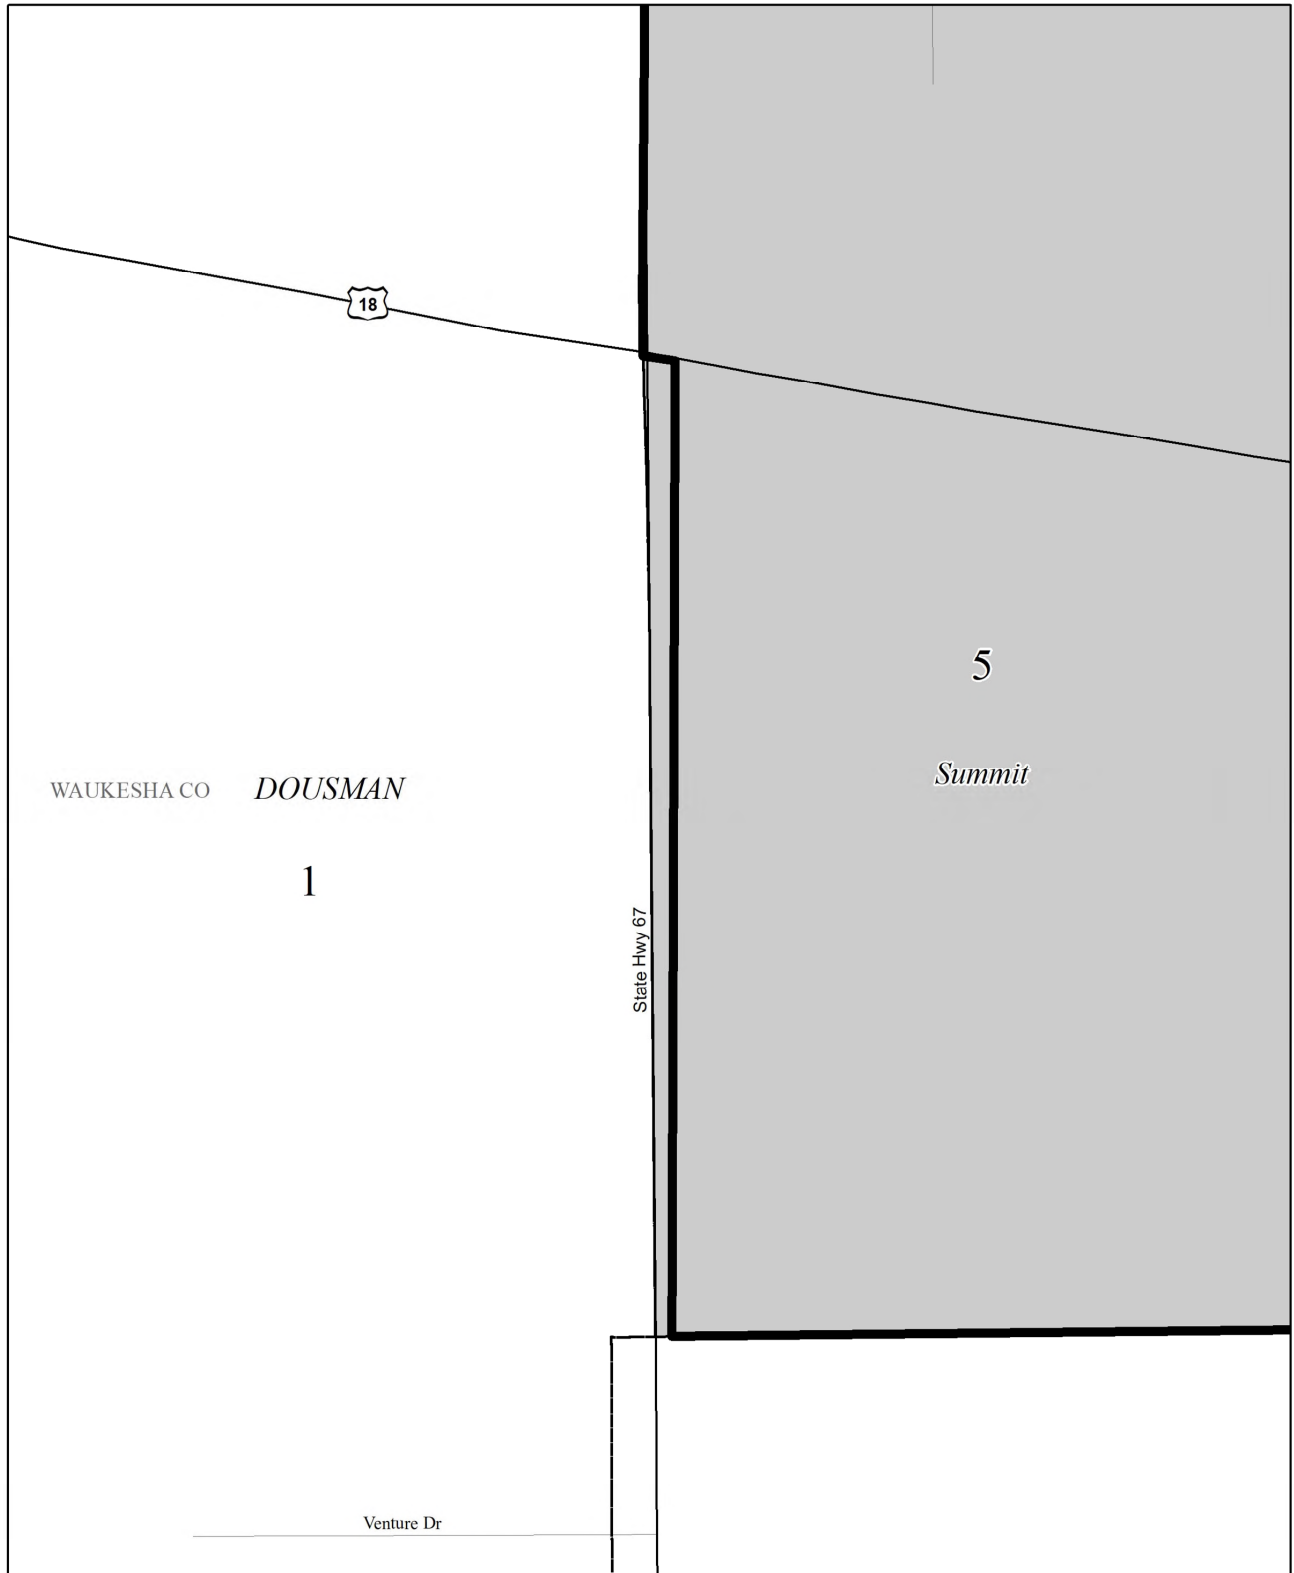 18
5
Summit
WAUKESHA CO
DOUSMAN
1
State Hwy 67
Venture Dr